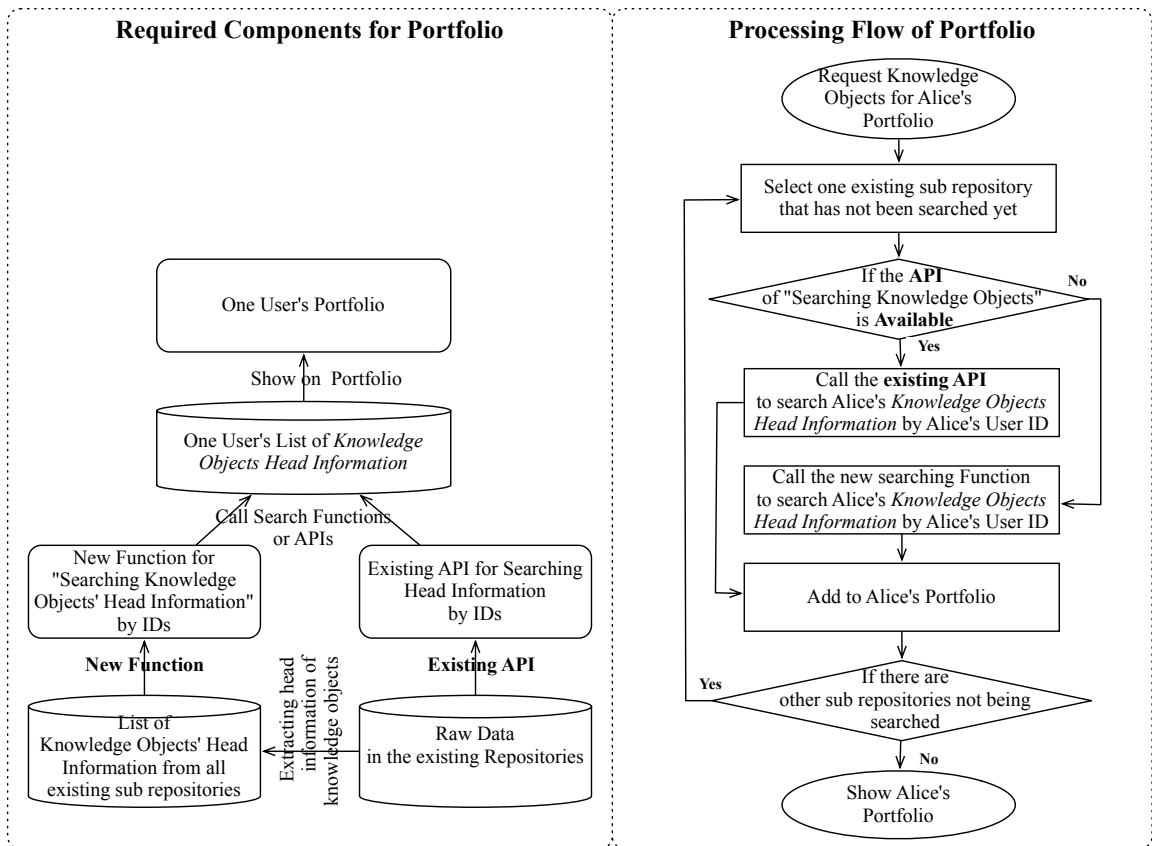 Required Components for Portfolio
One User's Portfolio
Show on Portfolio
One User's List of Knowledge
Objects Head Information
Call Search Functions
or APIs
New Function for
"Searching Knowledge
Objects' Head Information"
by IDs
Existing API for Searching
Head Information
by IDs
New Function
Existing API
Extracting head
information of
knowledge objects
List of
Knowledge Objects' Head
Information from all
existing sub repositories
Raw Data
in the existing Repositories
Processing Flow of Portfolio
Request Knowledge
Objects for Alice's
Portfolio
Select one existing sub repository
that has not been searched yet
If the API
of "Searching Knowledge Objects"
is Available
No
Yes
Call the existing API
to search Alice's Knowledge Objects
Head Information by Alice's User ID
Call the new searching Function
to search Alice's Knowledge Objects
Head Information by Alice's User ID
Add to Alice's Portfolio
If there are
other sub repositories not being
searched
Yes
No
Show Alice's
Portfolio